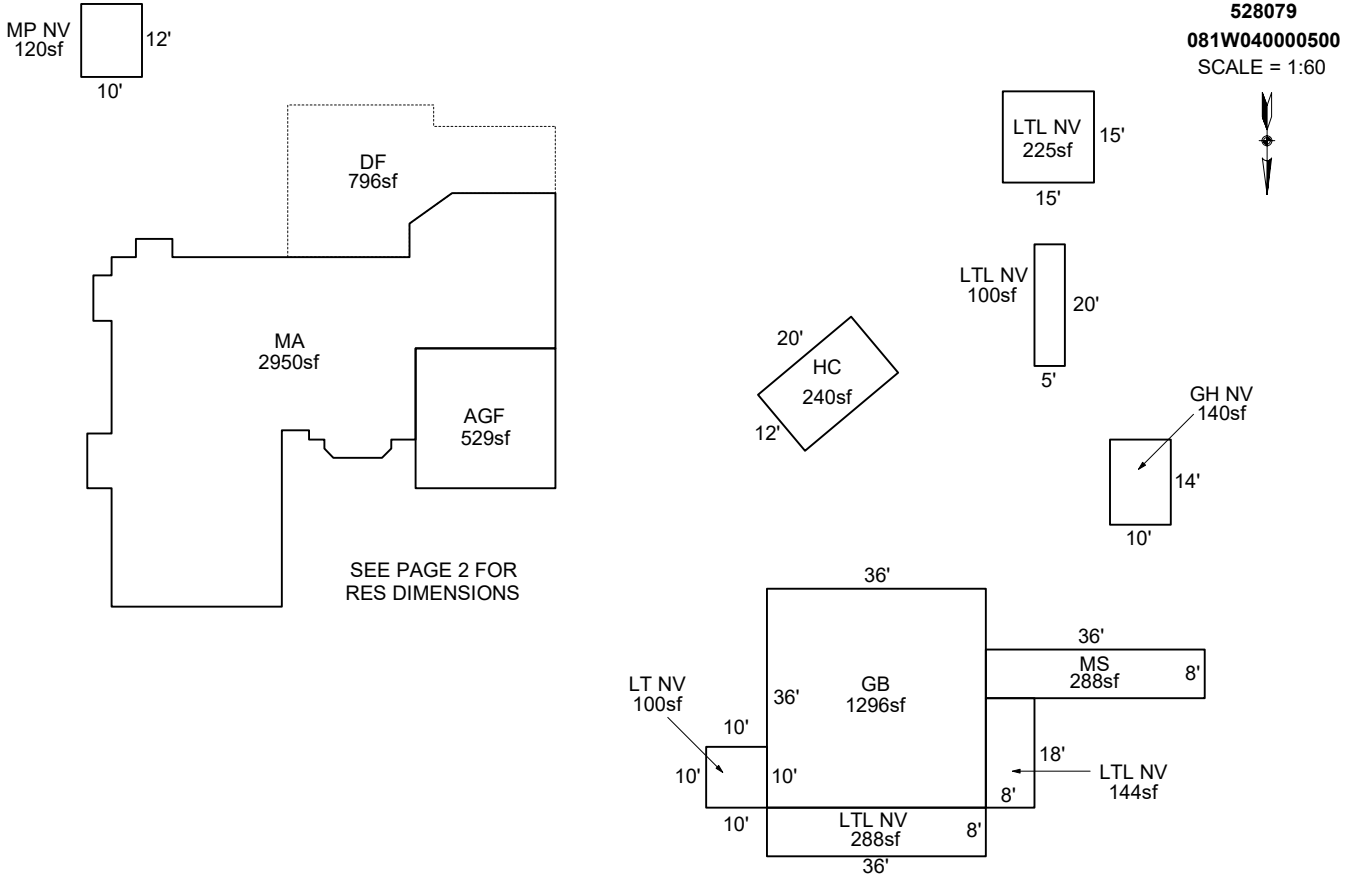 528079
081W040000500
SCALE = 1:60
MP NV
120sf
12'
10'
DF
796sf
MA
2950sf
AGF
529sf
SEE PAGE 2 FOR
RES DIMENSIONS
LTL NV
225sf
15'
15'
LTL NV
100sf
20'
5'
20'
HC
240sf
12'
GH NV
140sf
14'
10'
36'
36'
GB
1296sf
36'
MS
288sf
8'
LT NV
100sf
10'
10'
10'
10'
18'
8'
LTL NV
144sf
LTL NV
288sf
8'
36'